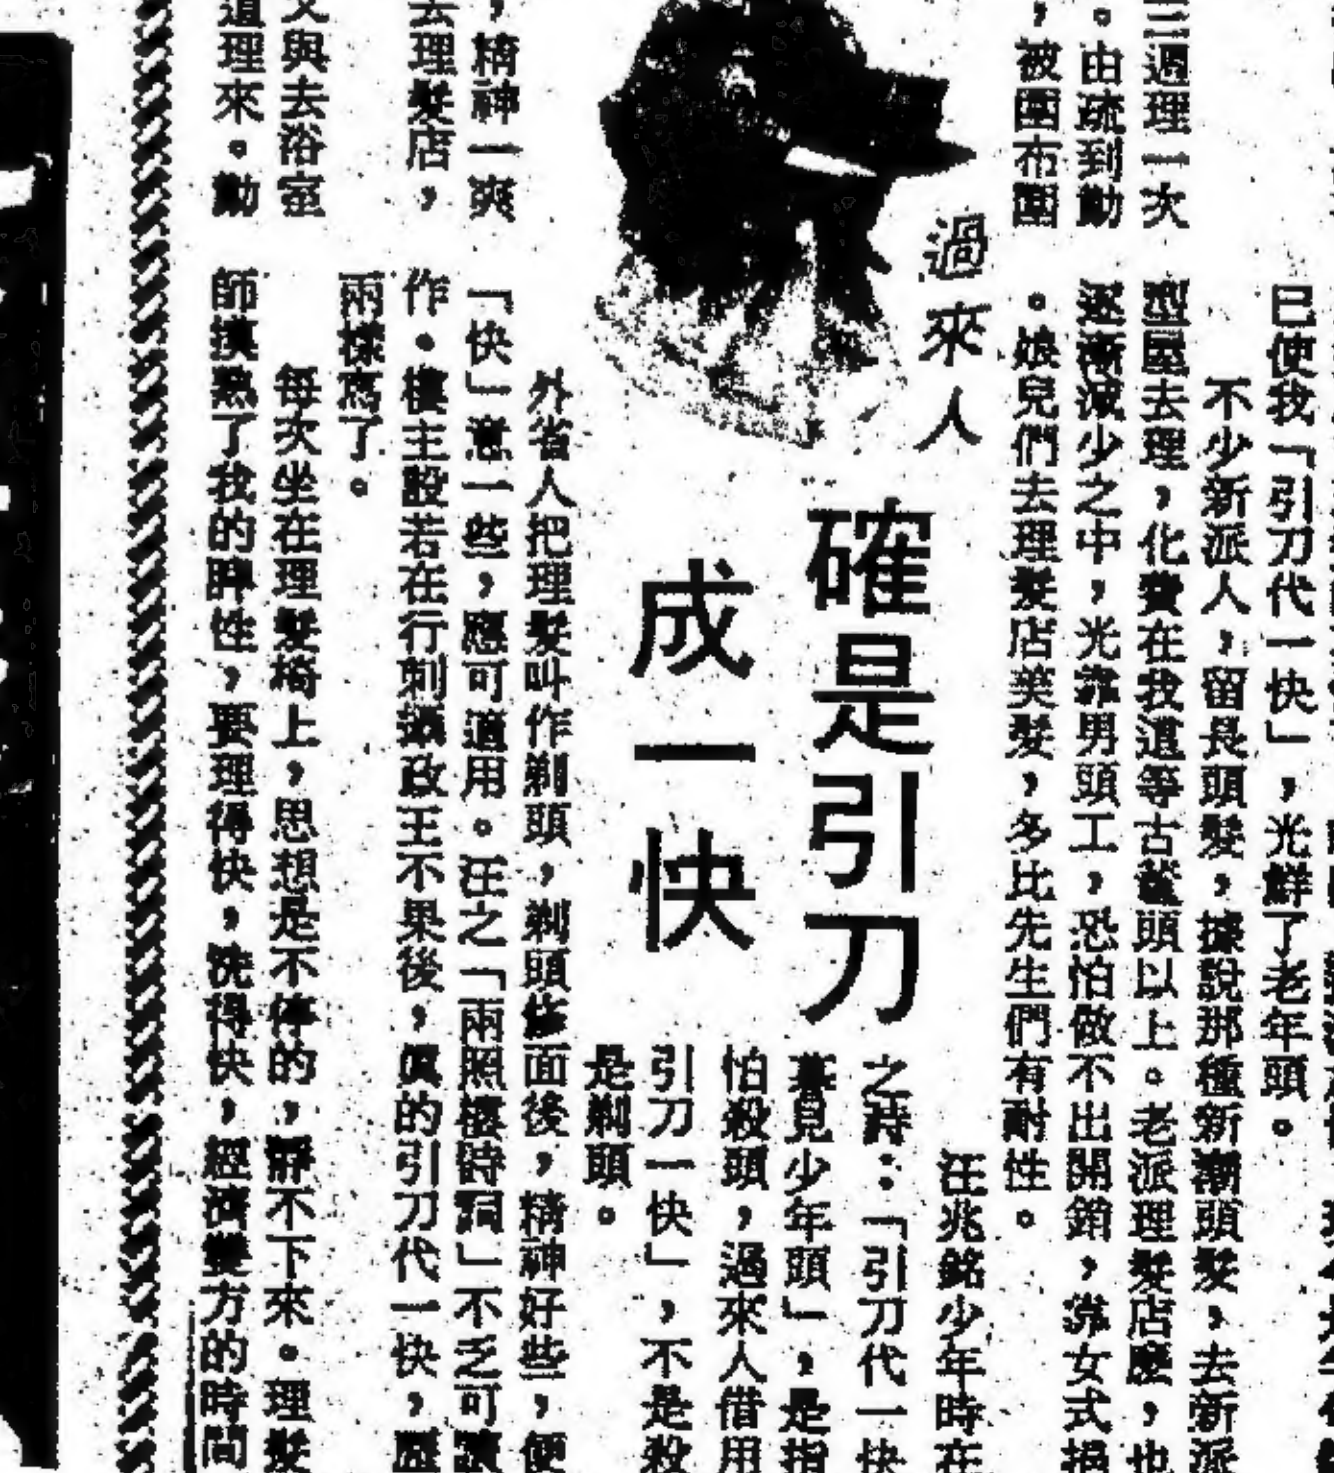 三週理一次
。由疏到勤
，被圍布圍
，精神一爽
去理髮店，
又與去浴室
道理來。勤
已使我「引刀代一快」，光鮮了老年頭。
不少新派人，留長頭髮，據說那種新潮頭髮，去新派
型屋去理，化費在我這等古董頭以上。老派理髮店麼，也
逐漸減少之中，光靠男頭工，恐怕做不出開銷，靠女式
。娘兒們去理髮店美髮，多比先生們有耐性。
過來人
確是引刀
成一快
汪兆銘少年時在
之詩：「引刀代一快
見少年頭」，是指
怕殺頭，過來人借用
引刀一快」，不是殺
是剃頭。
外省人把理髮叫作剃頭，剃頭修面後，精神好些，便
「快」意一些，應可適用。汪之「兩照樓詩詞」不乏可讀
作。樓主設若在行刺攝政王不果後，真的引刀代一快，歷
兩樣寫了。
每次坐在理髮椅上，思想是不停的，靜不下來。理髮
師摸熟了我的脾性，要理得快，洗得快，經濟雙方的時間